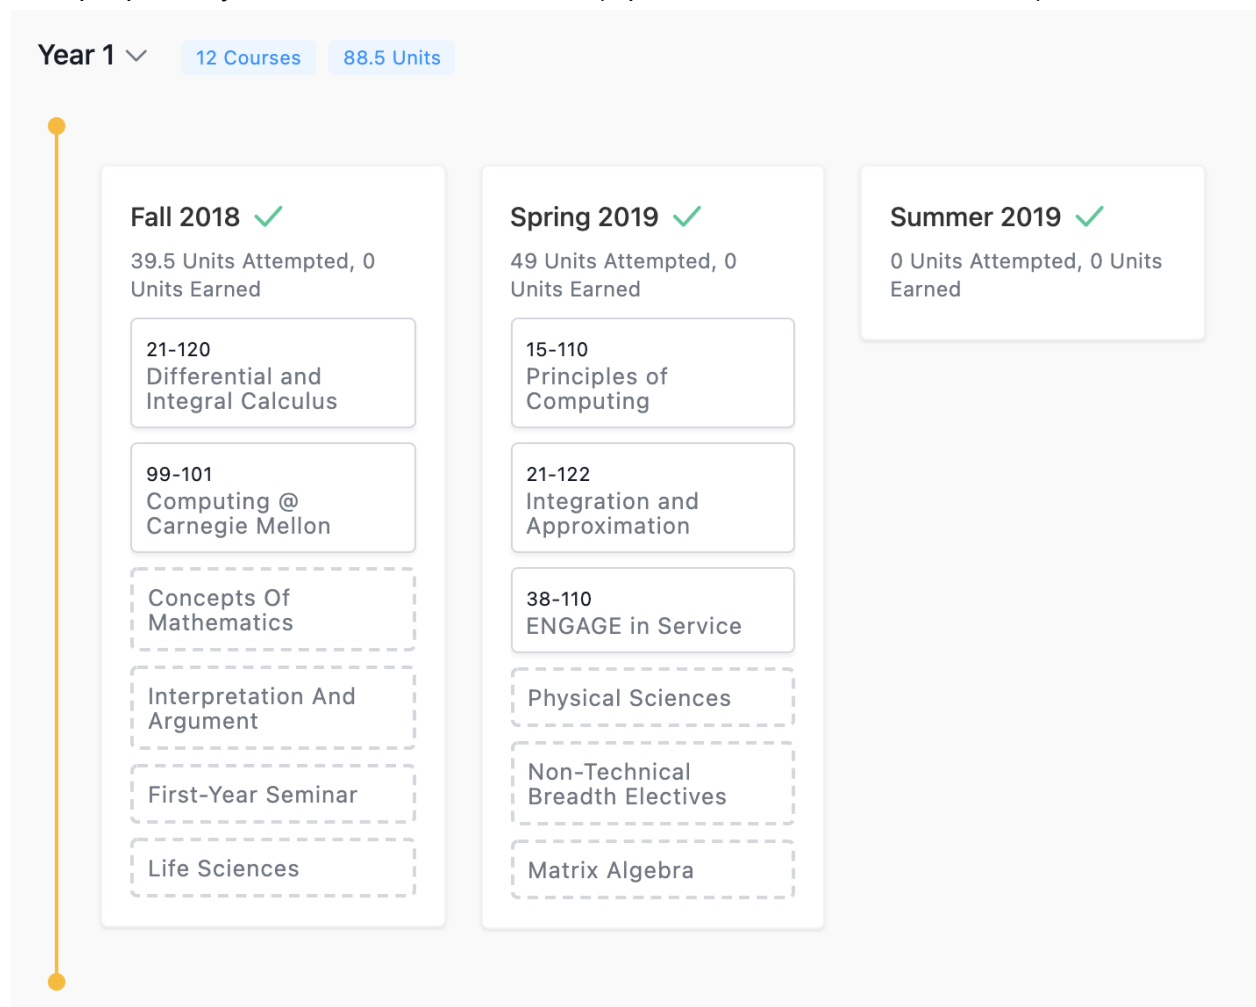 Year 1
12 Courses
88.5 Units
Fall 2018
39.5 Units Attempted, 0
Units Earned
21-120
Differential and
Integral Calculus
99-101
Computing @
Carnegie Mellon
Concepts Of
Mathematics
Interpretation And
Argument
First-Year Seminar
Life Sciences
Spring 2019
49 Units Attempted, 0
Units Earned
15-110
Principles of
Computing
21-122
Integration and
Approximation
38-110
ENGAGE in Service
Physical Sciences
Non-Technical
Breadth Electives
Matrix Algebra
Summer 2019
0 Units Attempted, 0 Units
Earned